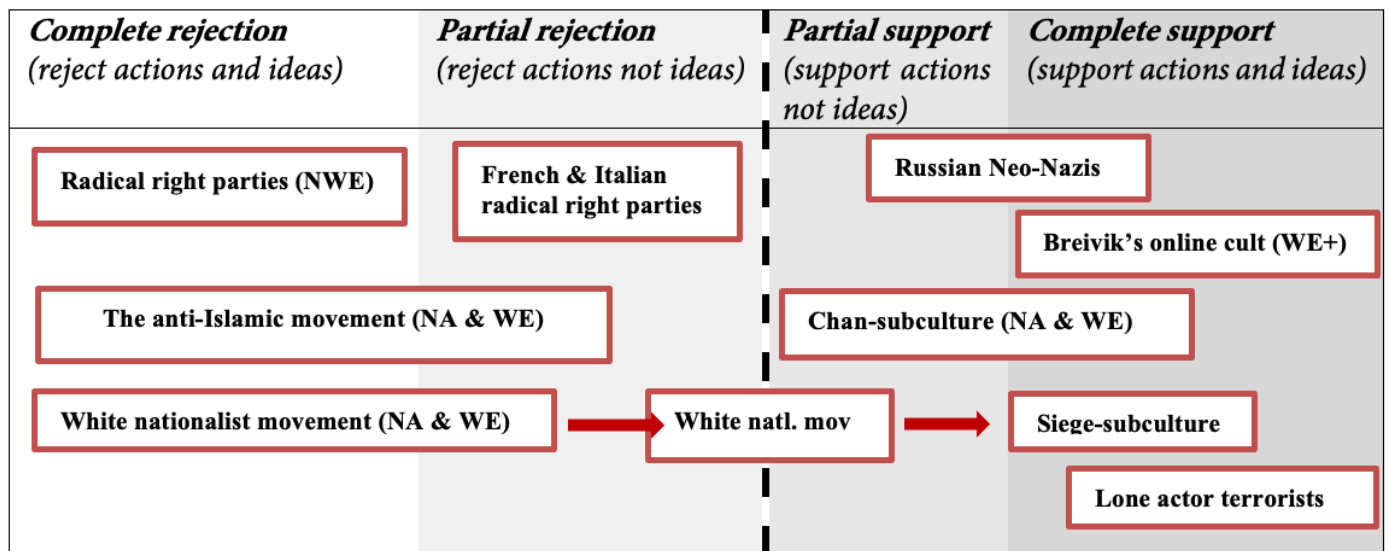 Complete rejection
(reject actions and ideas)
Partial rejection
(reject actions not ideas)
Partial support
(support actions
not ideas)
Complete support
(support actions and ideas)
Radical right parties (NWE)
French & Italian
radical right parties
Russian Neo-Nazis
Breivik’s online cult (WE+)
The anti-Islamic movement (NA & WE)
Chan-subculture (NA & WE)
White nationalist movement (NA & WE)
White natl. mov
Siege-subculture
Lone actor terrorists